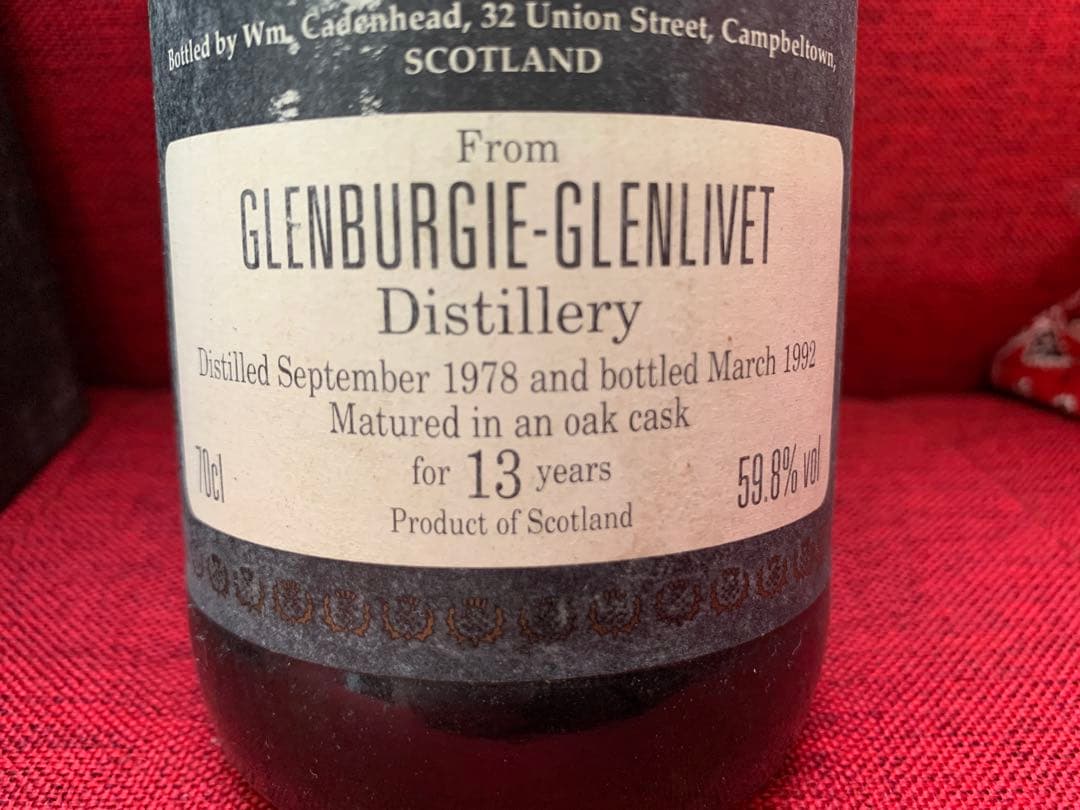 Bottled by Wm. Cadenhead, 32 Union Street, Campbeltown,
SCOTLAND
From
GLENBURGIE-GLENLIVET
Distillery
Distilled September 1978 and bottled March 1992
Matured in an oak cask
for 13 years
70cl
59.8% vol
Product of Scotland